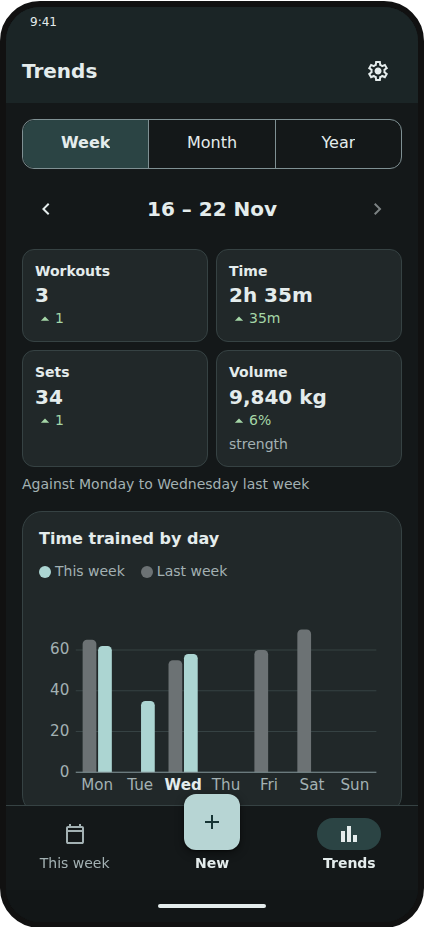 9:41
Trends
Week Month Year
16 – 22 Nov
Workouts
3
1
Time
2h 35m
35m
Sets
34
1
Volume
9,840 kg
6%
strength
Against Monday to Wednesday last week
Time trained by day
This week Last week
60
40
20
0
Mon Tue Wed Thu Fri Sat Sun
This week New Trends